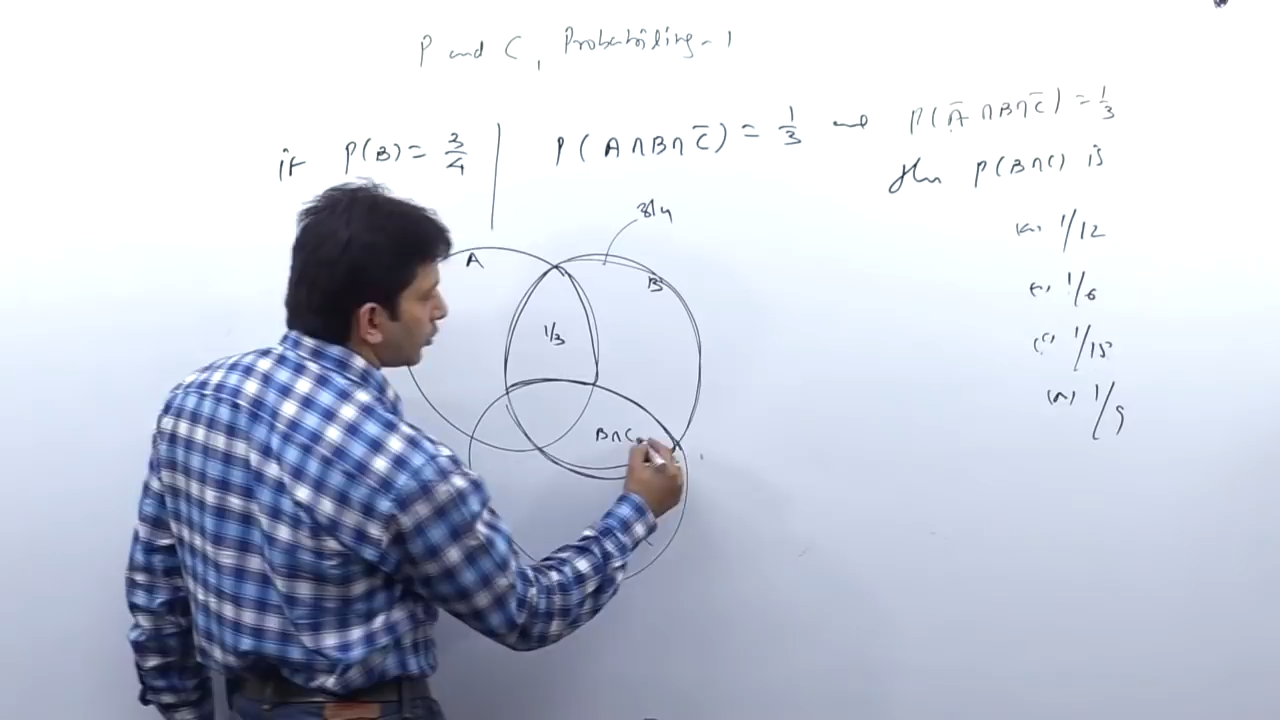 P and C, Probability - 1
if P(B) = 3/4 | P(A∩B∩C̅) = 1/3 and P(A̅∩B∩C̅) = 1/3
then P(B∩C) is
3/4
A
B
1/3
B∩C
(a) 1/12
1/6
(c) 1/15
1/9